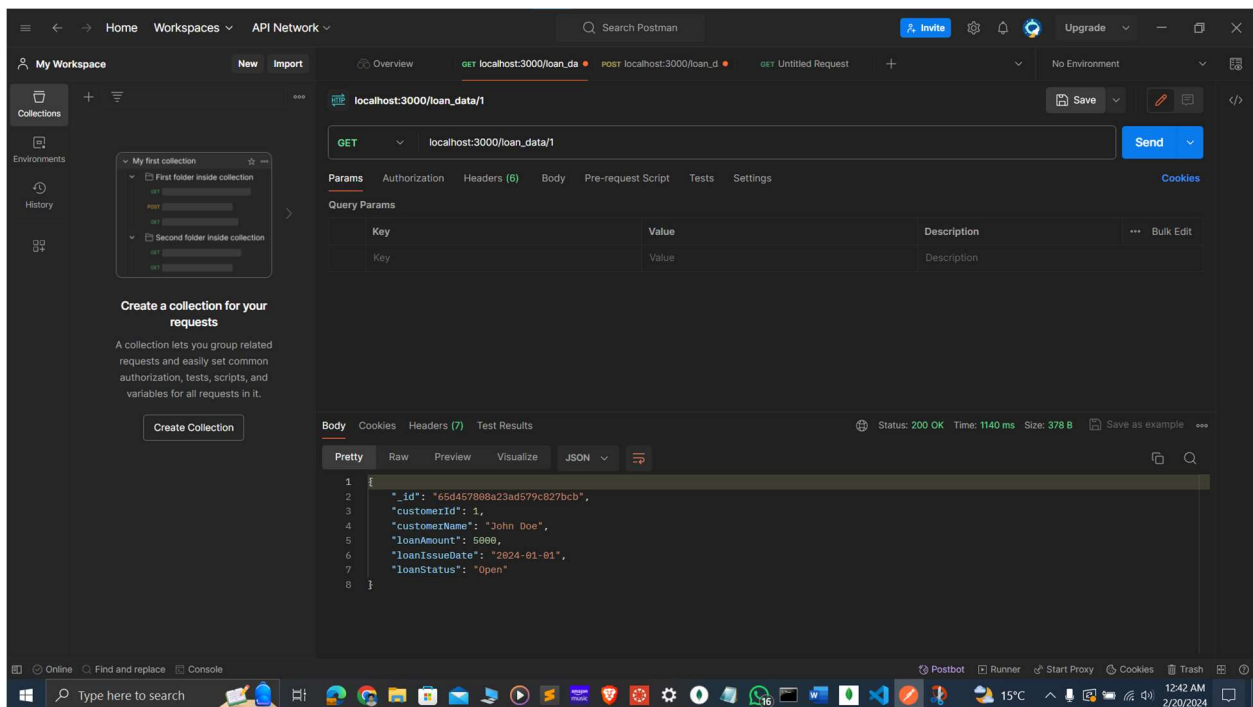 Home Workspaces API Network Search Postman Invite Upgrade
My Workspace New Import Overview GET localhost:3000/loan_da POST localhost:3000/loan_d GET Untitled Request No Environment
Collections
Environments
History
HTTP localhost:3000/loan_data/1 Save
GET localhost:3000/loan_data/1 Send
Params Authorization Headers (6) Body Pre-request Script Tests Settings Cookies
Query Params
Key Value Description Bulk Edit
Key Value Description
My first collection
First folder inside collection
GET
POST
GET
Second folder inside collection
GET
GET
Create a collection for your
requests
A collection lets you group related
requests and easily set common
authorization, tests, scripts, and
variables for all requests in it.
Create Collection
Body Cookies Headers (7) Test Results Status: 200 OK Time: 1140 ms Size: 378 B Save as example
Pretty Raw Preview Visualize JSON
1 {
2 "_id": "65d457808a23ad579c827bcb",
3 "customerId": 1,
4 "customerName": "John Doe",
5 "loanAmount": 5000,
6 "loanIssueDate": "2024-01-01",
7 "loanStatus": "Open"
8 }
Online Find and replace Console Postbot Runner Start Proxy Cookies Trash
Type here to search 16 15°C 12:42 AM
2/20/2024